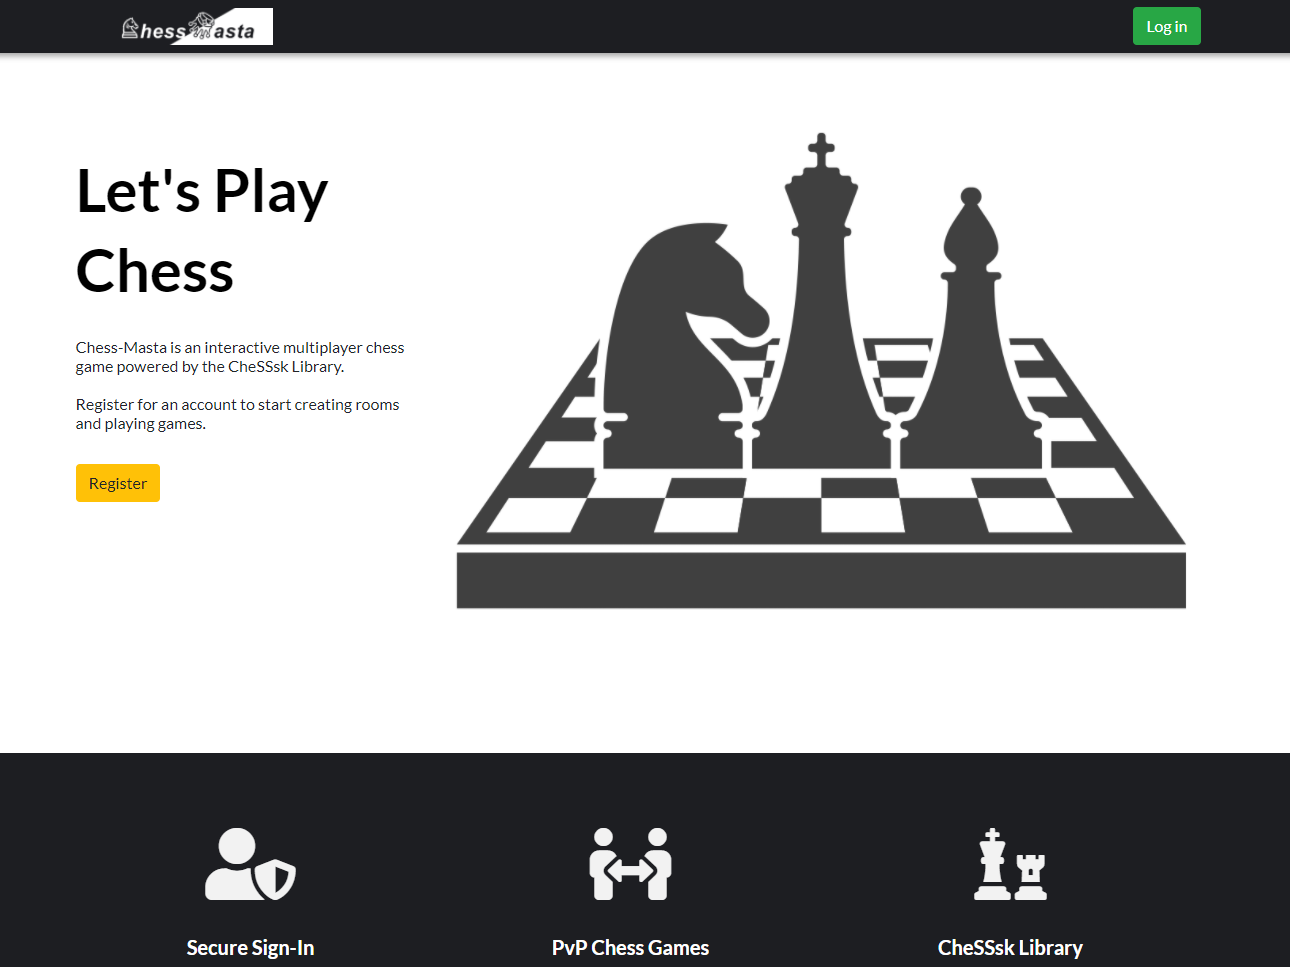 Chess Masta
Log in
Let's Play
Chess
Chess-Masta is an interactive multiplayer chess
game powered by the CheSSsk Library.
Register for an account to start creating rooms
and playing games.
Register
Secure Sign-In
PvP Chess Games
CheSSsk Library